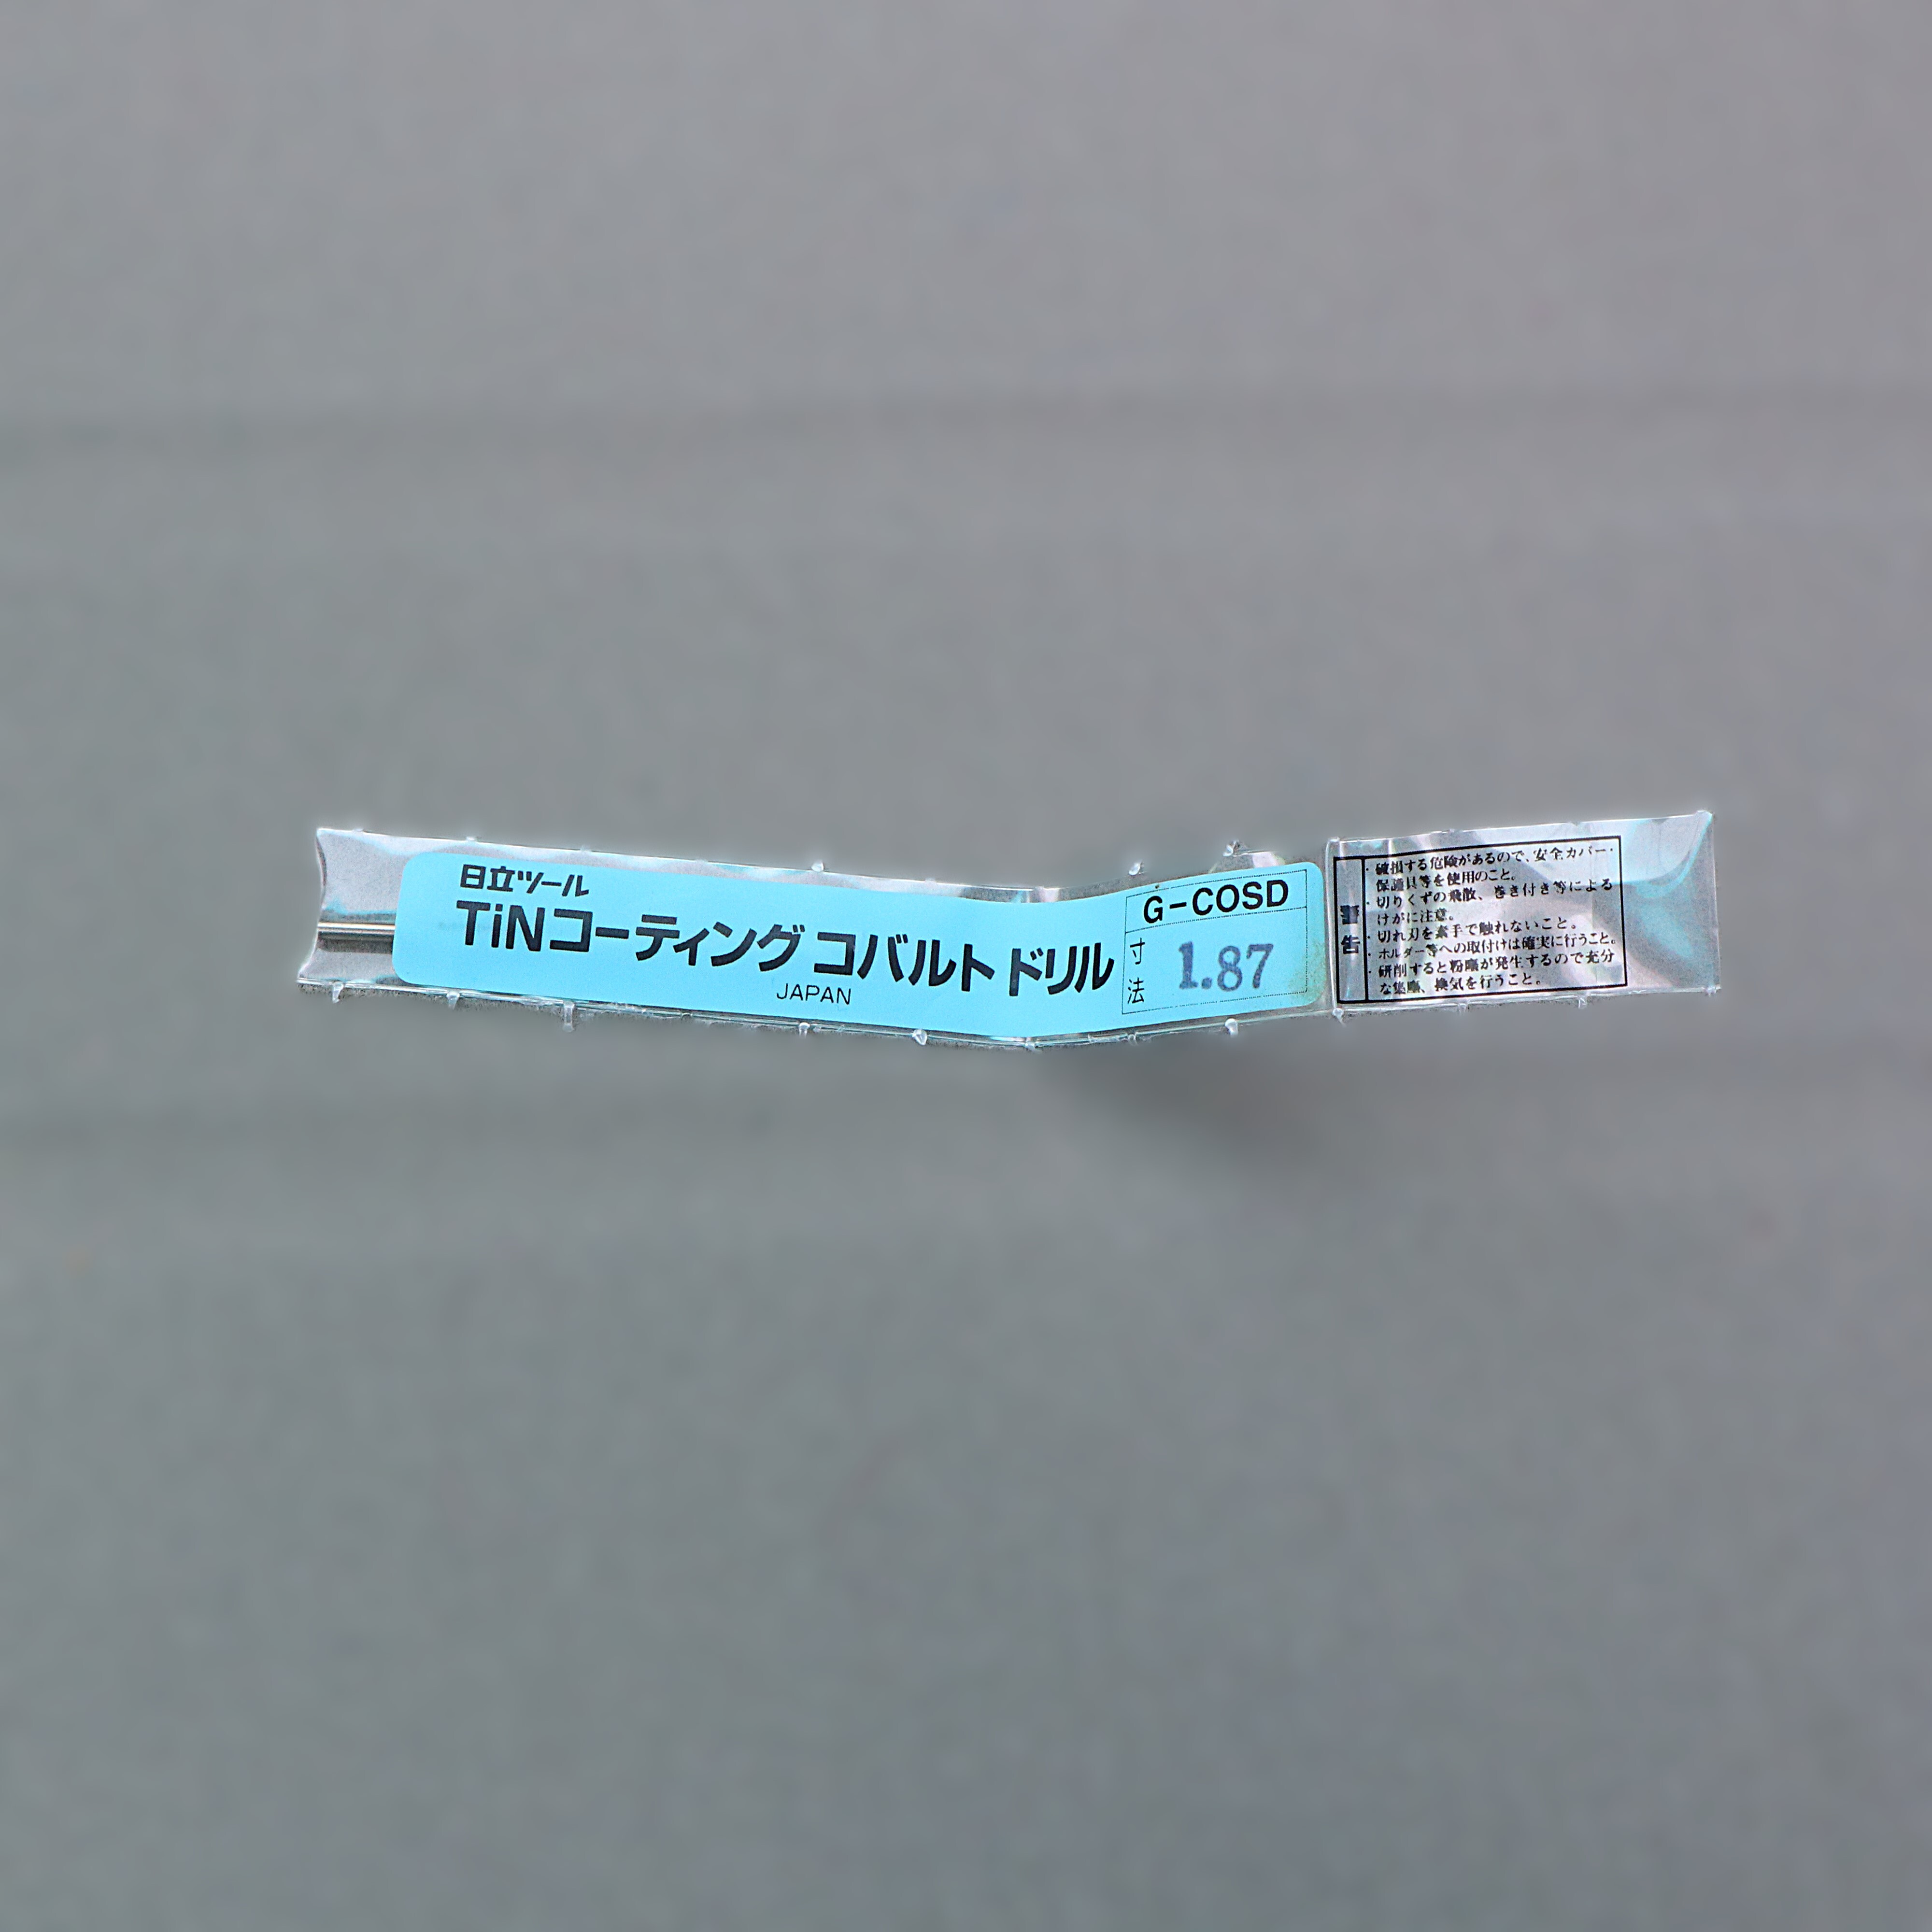 日立ツール
TiNコーティング コバルト ドリル
JAPAN
G-COSD
寸法
1.87
警告
・破損する危険があるので、安全カバー・
保護具等を使用のこと。
・切りくずの飛散、巻き付き等による
けがに注意。
・切れ刃を素手で触れないこと。
・ホルダー等への取付けは確実に行うこと。
・研削すると粉塵が発生するので充分
な集塵、換気を行うこと。